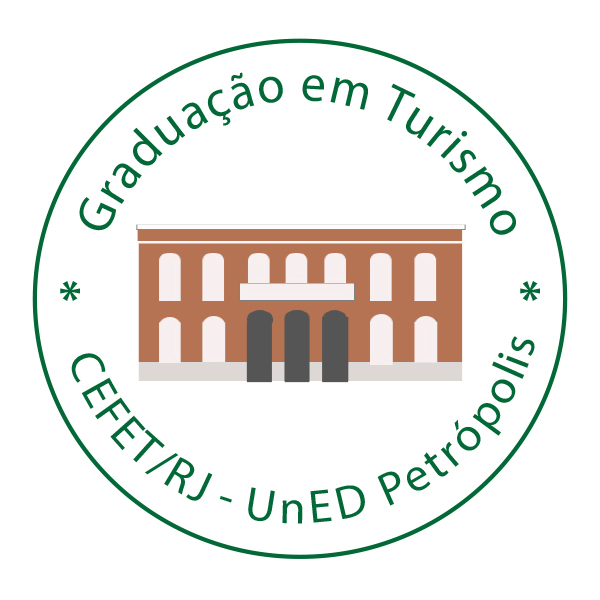 Graduação em Turismo
* *
CEFET/RJ - UnED Petrópolis